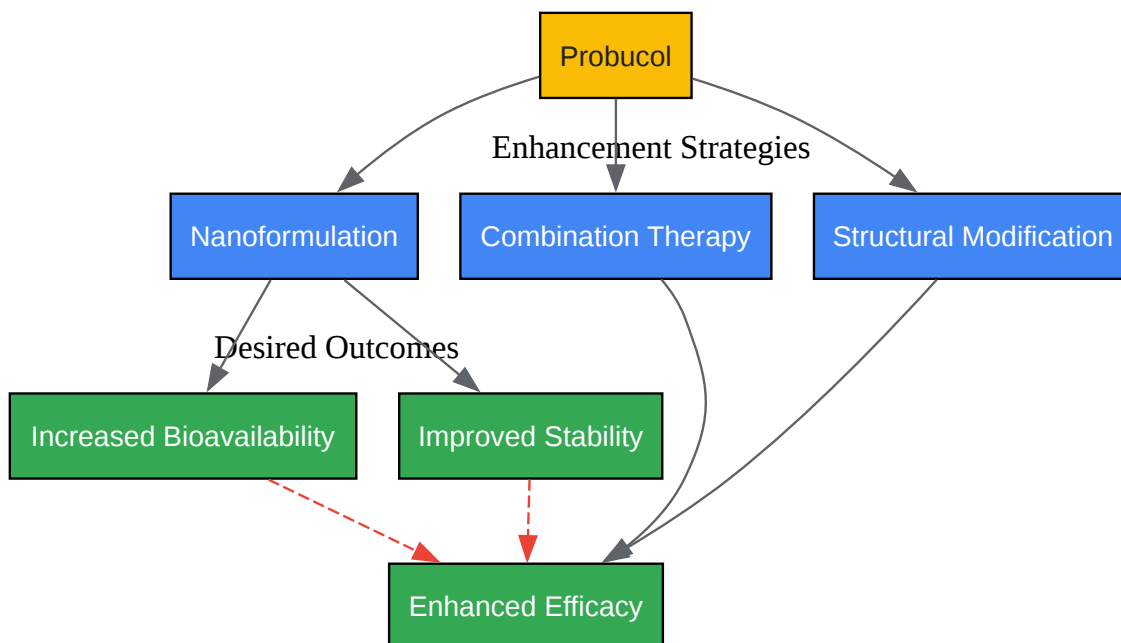 Probucol
Enhancement Strategies
Nanoformulation
Combination Therapy
Structural Modification
Desired Outcomes
Increased Bioavailability
Improved Stability
Enhanced Efficacy